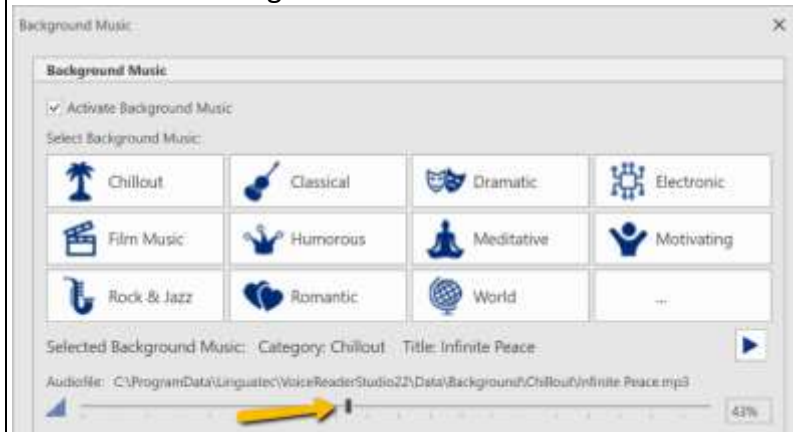 Background Music
Background Music
Activate Background Music
Select Background Music:
Chillout Classical Dramatic Electronic
Film Music Humorous Meditative Motivating
Rock & Jazz Romantic World ...
Selected Background Music: Category: Chillout Title: Infinite Peace
Audiofile: C:\ProgramData\Linguatec\VoiceReaderStudio22\Data\Background\Chillout\Infinite Peace.mp3
43%